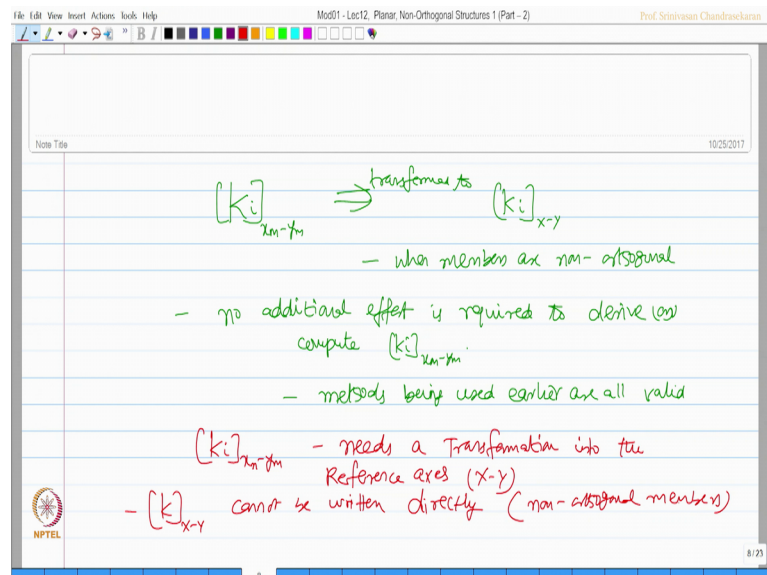 File Edit View Insert Actions Tools Help
Mod01 - Lec12, Planar, Non-Orthogonal Structures 1 (Part – 2)
Prof. Srinivasan Chandrasekaran
B I
Note Title
10/25/2017
[Ki]xm-ym ⇒ transformed to [Ki]x-y
- when members are non-orthogonal
- no additional effort is required to derive (or)
compute [Ki]xm-ym.
- methods being used earlier are all valid
[Ki]xm-ym - needs a Transformation into the
Reference axes (x-y)
- [K]x-y cannot be written directly (non-orthogonal members)
NPTEL
8/23